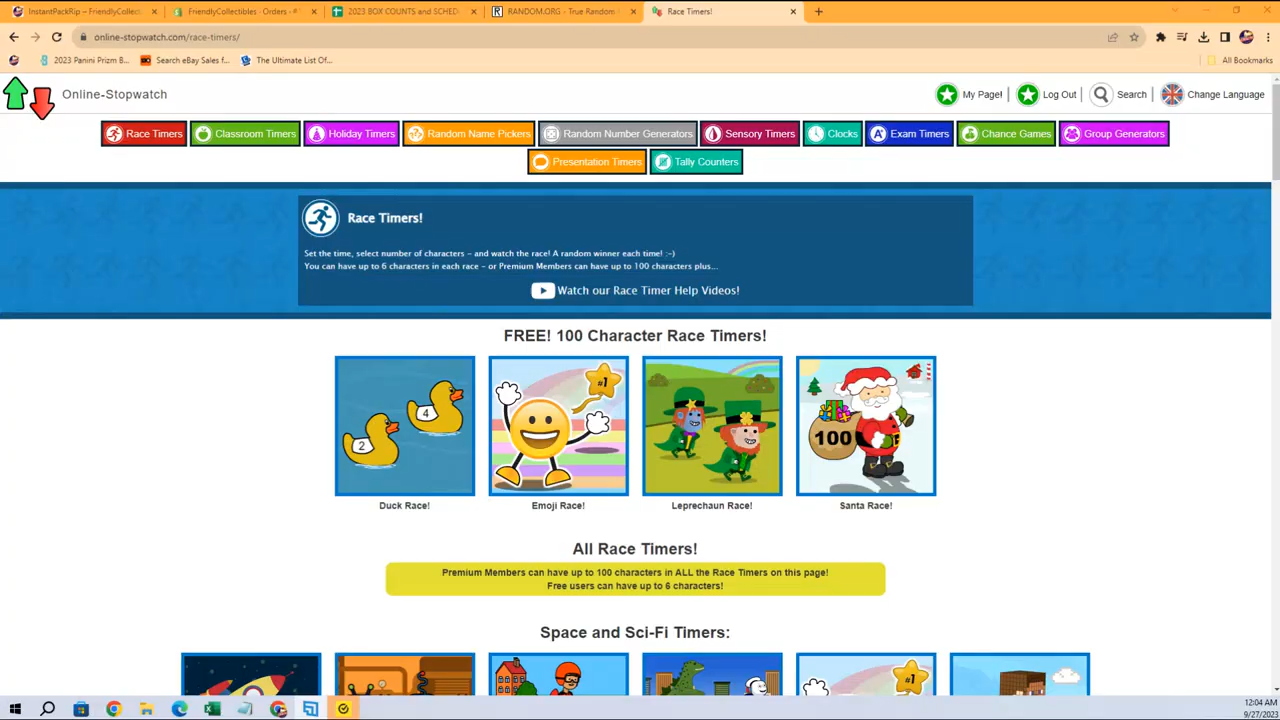 InstantPackRip – FriendlyCollect
FriendlyCollectibles · Orders · #
2023 BOX COUNTS and SCHED
RANDOM.ORG - True Random
Race Timers!
online-stopwatch.com/race-timers/
2023 Panini Prizm B...
Search eBay Sales f...
The Ultimate List Of...
All Bookmarks
Online-Stopwatch
My Page!
Log Out
Search
Change Language
Race Timers
Classroom Timers
Holiday Timers
Random Name Pickers
Random Number Generators
Sensory Timers
Clocks
Exam Timers
Chance Games
Group Generators
Presentation Timers
Tally Counters
Race Timers!
Set the time, select number of characters - and watch the race! A random winner each time! :-)
You can have up to 6 characters in each race - or Premium Members can have up to 100 characters plus...
Watch our Race Timer Help Videos!
FREE! 100 Character Race Timers!
2
4
#1
100
Duck Race!
Emoji Race!
Leprechaun Race!
Santa Race!
All Race Timers!
Premium Members can have up to 100 characters in ALL the Race Timers on this page!
Free users can have up to 6 characters!
Space and Sci-Fi Timers:
#1
12:04 AM
9/27/2023